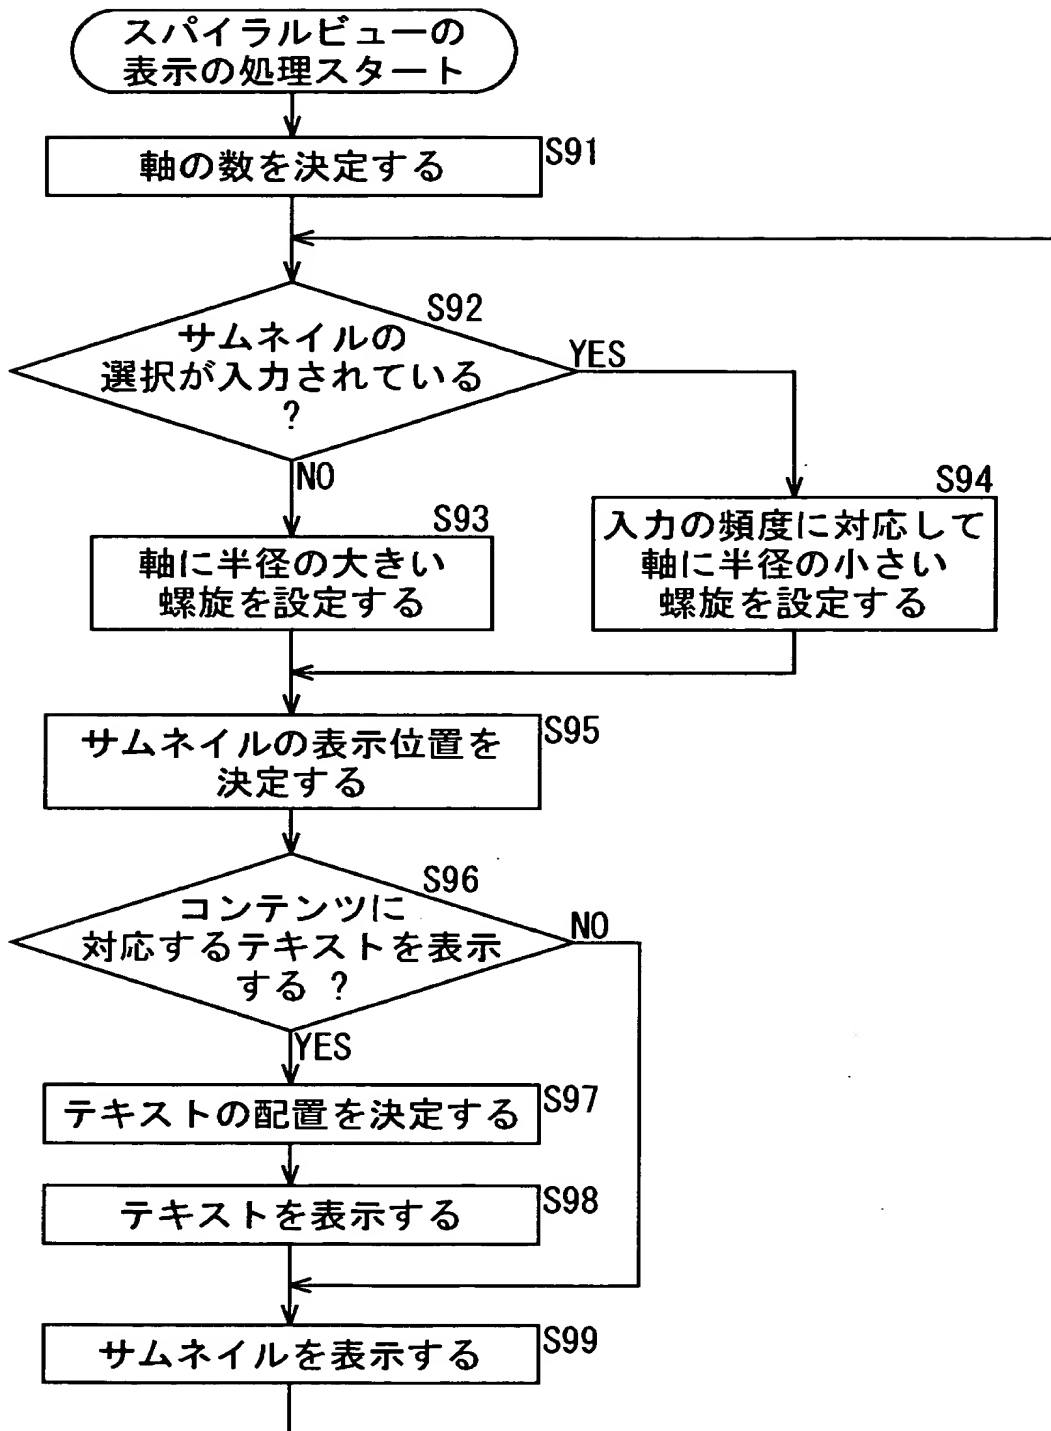 スパイラルビューの
表示の処理スタート
軸の数を決定する
S91
S92
サムネイルの
選択が入力されている
?
YES
NO
S93
軸に半径の大きい
螺旋を設定する
S94
入力の頻度に対応して
軸に半径の小さい
螺旋を設定する
サムネイルの表示位置を
決定する
S95
S96
コンテンツに
対応するテキストを表示
する ?
NO
YES
テキストの配置を決定する
S97
テキストを表示する
S98
サムネイルを表示する
S99